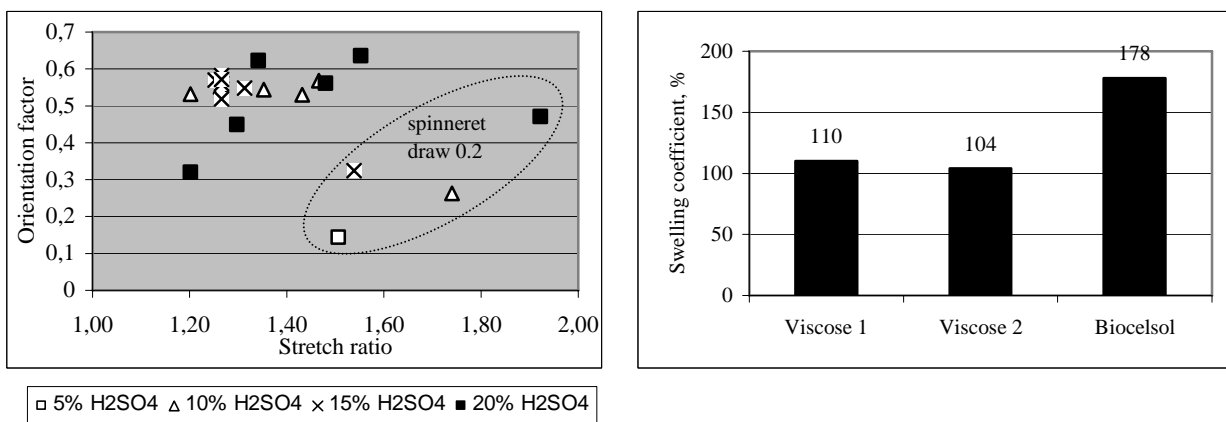 0,7
0,6
0,5
0,4
0,3
0,2
0,1
0
Orientation factor
spinneret
draw 0.2
1,00 1,20 1,40 1,60 1,80 2,00
Stretch ratio
5% H2SO4 10% H2SO4 15% H2SO4 20% H2SO4
200
150
100
50
0
Swelling coefficient, %
110
104
178
Viscose 1 Viscose 2 Biocelsol